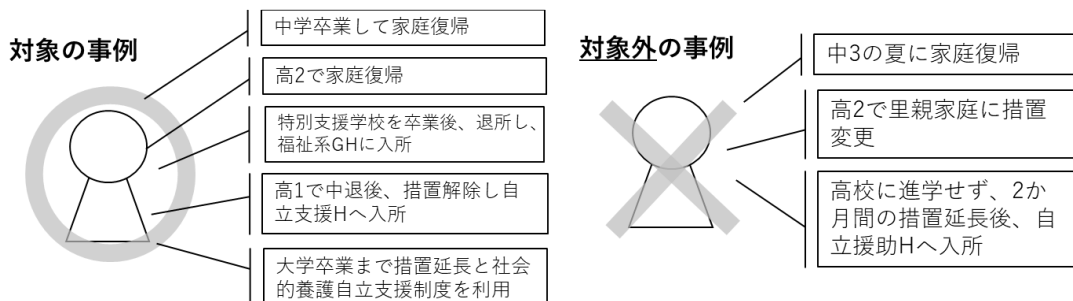 対象の事例
中学卒業して家庭復帰
高2で家庭復帰
特別支援学校を卒業後、退所し、
福祉系GHに入所
高1で中退後、措置解除し自
立支援Hへ入所
大学卒業まで措置延長と社会
的養護自立支援制度を利用
対象外の事例
中3の夏に家庭復帰
高2で里親家庭に措置
変更
高校に進学せず、2か
月間の措置延長後、自
立援助Hへ入所